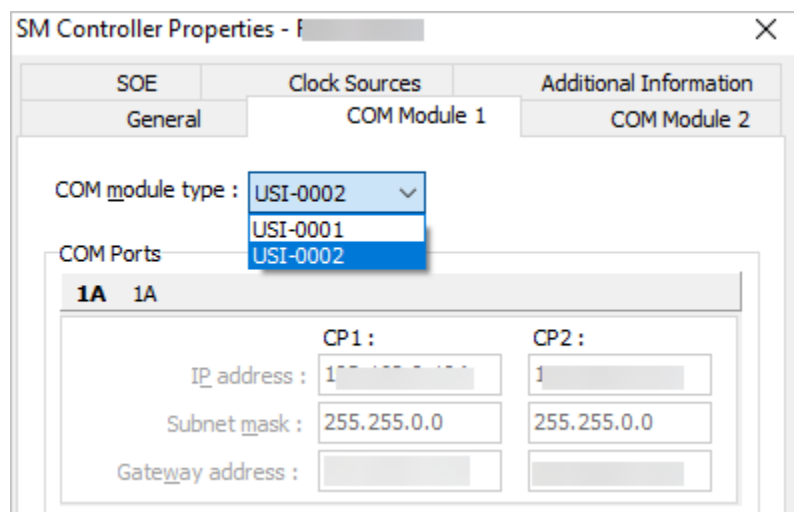 SM Controller Properties -
SOE Clock Sources Additional Information
General COM Module 1 COM Module 2
COM module type : USI-0002
USI-0001
USI-0002
COM Ports
1A 1A
CP1 : CP2 :
IP address : 1 1
Subnet mask : 255.255.0.0 255.255.0.0
Gateway address :